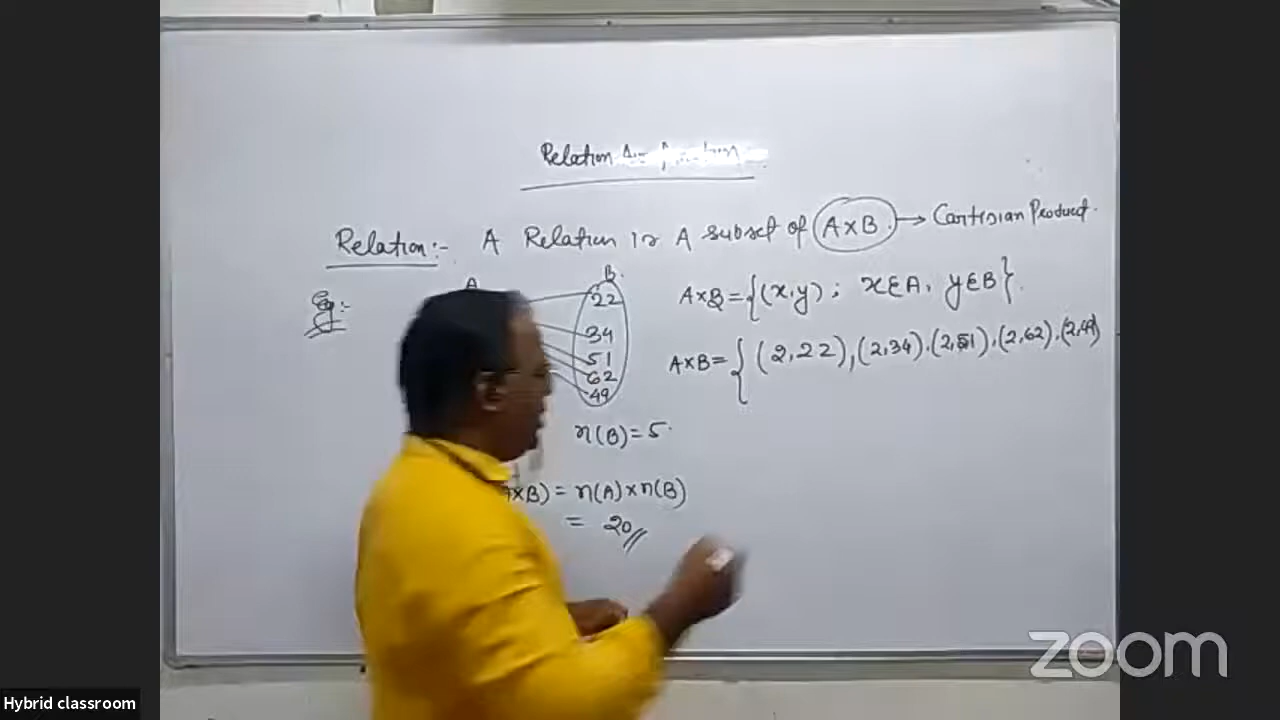 Relation
Relation:- A Relation is A subset of A×B → Cartesian Product.
Eg:-
A B.
22
34
51
62
49
A×B={(x,y); x∈A, y∈B}.
A×B={(2,22),(2,34),(2,51),(2,62),(2,49)
n(B)=5.
×B)=n(A)×n(B)
= 20//
zoom
Hybrid classroom